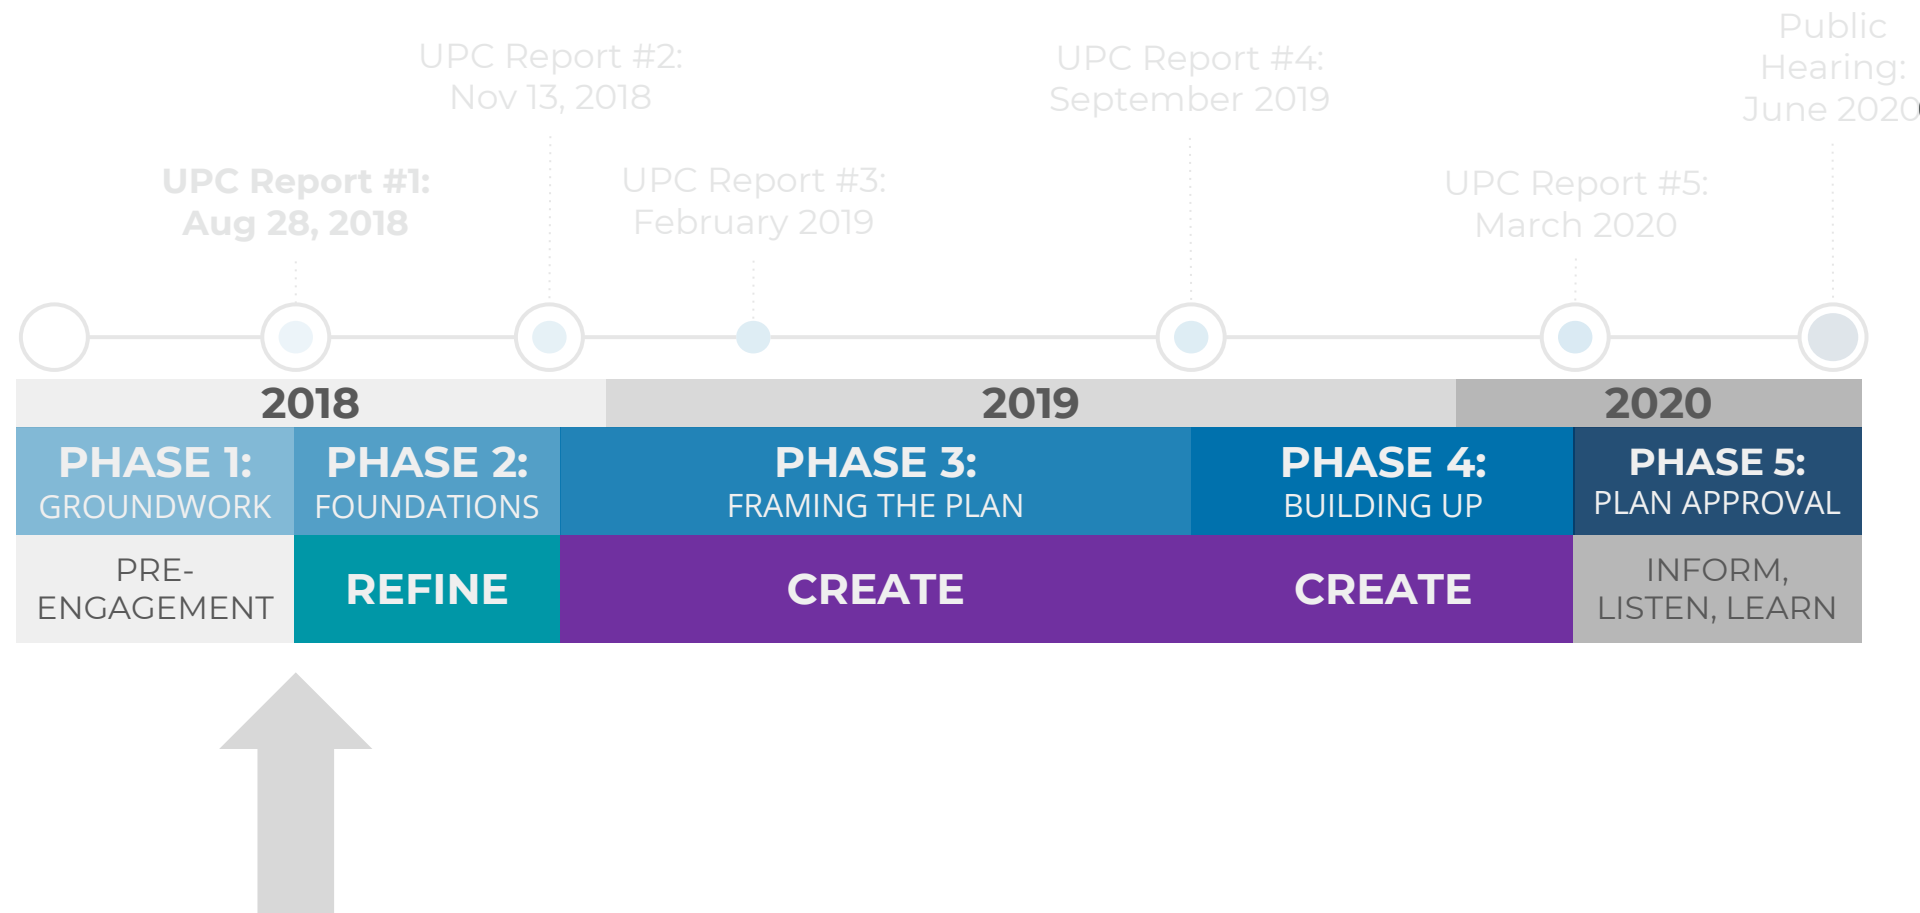 Public
Hearing:
June 2020
UPC Report #2:
Nov 13, 2018
UPC Report #4:
September 2019
UPC Report #1:
Aug 28, 2018
UPC Report #3:
February 2019
UPC Report #5:
March 2020
2018
2019
2020
PHASE 1:
GROUNDWORK
PHASE 2:
FOUNDATIONS
PHASE 3:
FRAMING THE PLAN
PHASE 4:
BUILDING UP
PHASE 5:
PLAN APPROVAL
PRE-
ENGAGEMENT
REFINE
CREATE
CREATE
INFORM,
LISTEN, LEARN